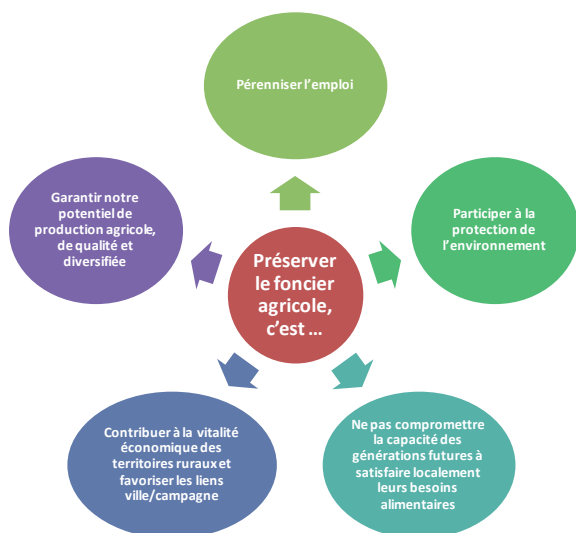 Pérenniser l'emploi
Garantir notre
potentiel de
production agricole,
de qualité et
diversifiée
Participer à la
protection de
l'environnement
Préserver
le foncier
agricole,
c'est ...
Contribuer à la vitalité
économique des
territoires ruraux et
favoriser les liens
ville/campagne
Ne pas compromettre
la capacité des
générations futures à
satisfaire localement
leurs besoins
alimentaires